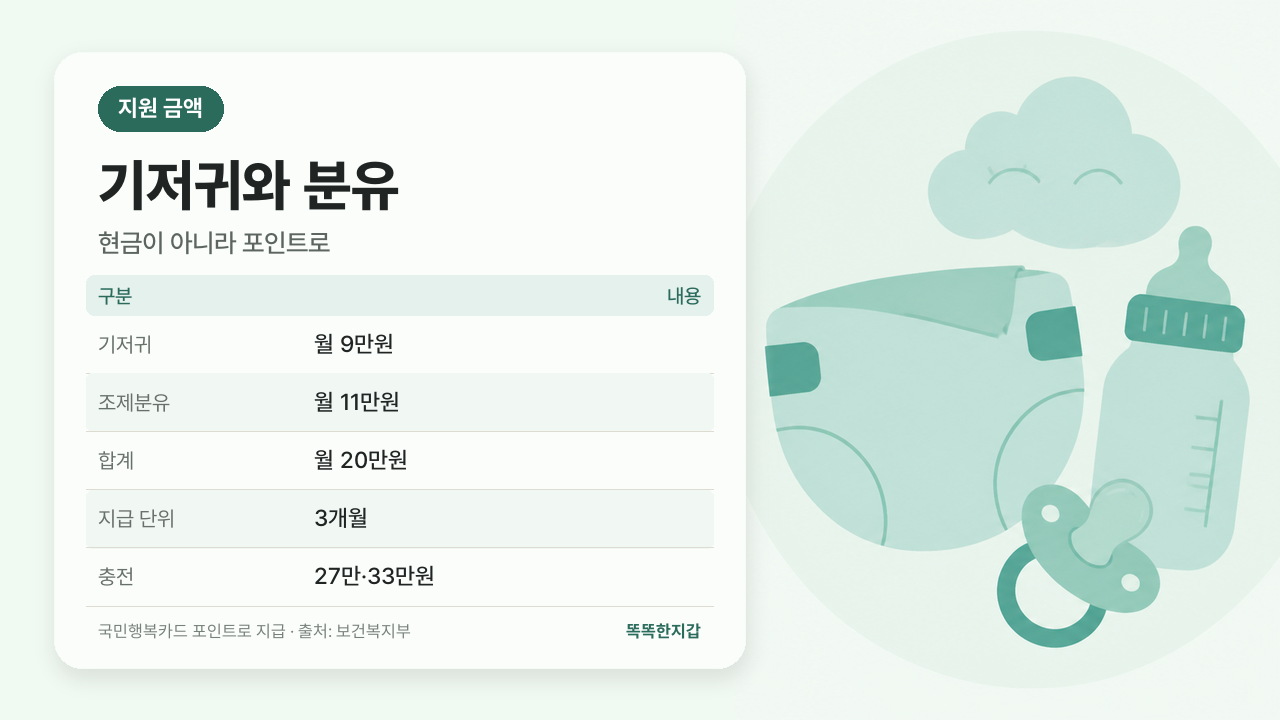 지원 금액
기저귀와 분유
현금이 아니라 포인트로
구분 내용
기저귀 월 9만원
조제분유 월 11만원
합계 월 20만원
지급 단위 3개월
충전 27만·33만원
국민행복카드 포인트로 지급 · 출처: 보건복지부 똑똑한지갑